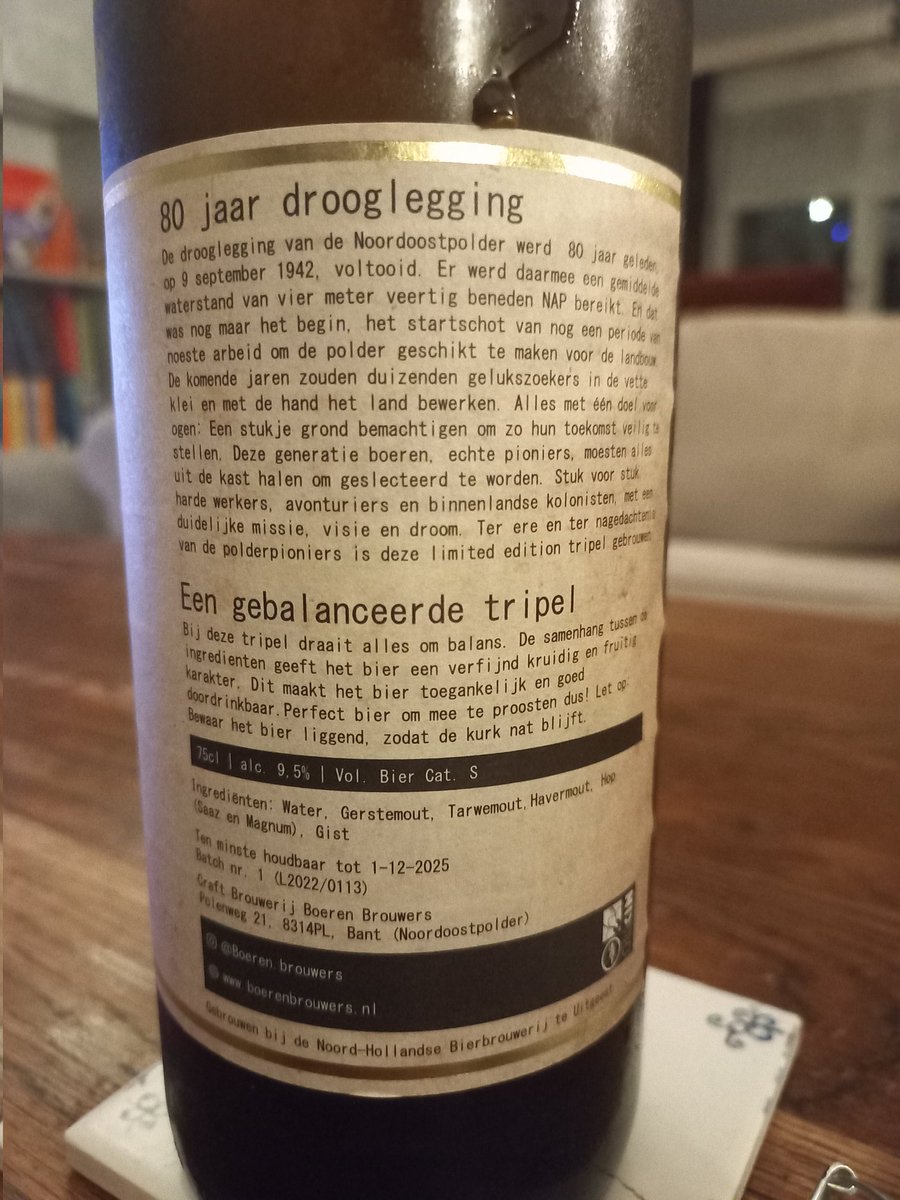 80 jaar drooglegging
De drooglegging van de Noordoostpolder werd 80 jaar geleden,
op 9 september 1942, voltooid. Er werd daarmee een gemiddelde
waterstand van vier meter veertig beneden NAP bereikt. En dat
was nog maar het begin, het startschot van nog een periode van
noeste arbeid om de polder geschikt te maken voor de landbouw.
De komende jaren zouden duizenden gelukszoekers in de vette
klei en met de hand het land bewerken. Alles met één doel voor
ogen: Een stukje grond bemachtigen om zo hun toekomst veilig te
stellen. Deze generatie boeren, echte pioniers, moesten alles
uit de kast halen om geslecteerd te worden. Stuk voor stuk
harde werkers, avonturiers en binnenlandse kolonisten, met een
duidelijke missie, visie en droom. Ter ere en ter nagedachtenis
van de polderpioniers is deze limited edition tripel gebrouwen.
Een gebalanceerde tripel
Bij deze tripel draait alles om balans. De samenhang tussen de
ingredienten geeft het bier een verfijnd kruidig en fruitig
karakter. Dit maakt het bier toegankelijk en goed
doordrinkbaar.Perfect bier om mee te proosten dus! Let op:
Bewaar het bier liggend, zodat de kurk nat blijft.
75cl | alc. 9,5% | Vol. Bier Cat. S
Ingrediënten: Water, Gerstemout, Tarwemout,Havermout, Hop
(Saaz en Magnum), Gist
Ten minste houdbaar tot 1-12-2025
Batch nr. 1 (L2022/0113)
Craft Brouwerij Boeren Brouwers
Polenweg 21, 8314PL, Bant (Noordoostpolder)
@Boeren.brouwers
www.boerenbrouwers.nl
Gebrouwen bij de Noord-Hollandse Bierbrouwerij te Uitgeest